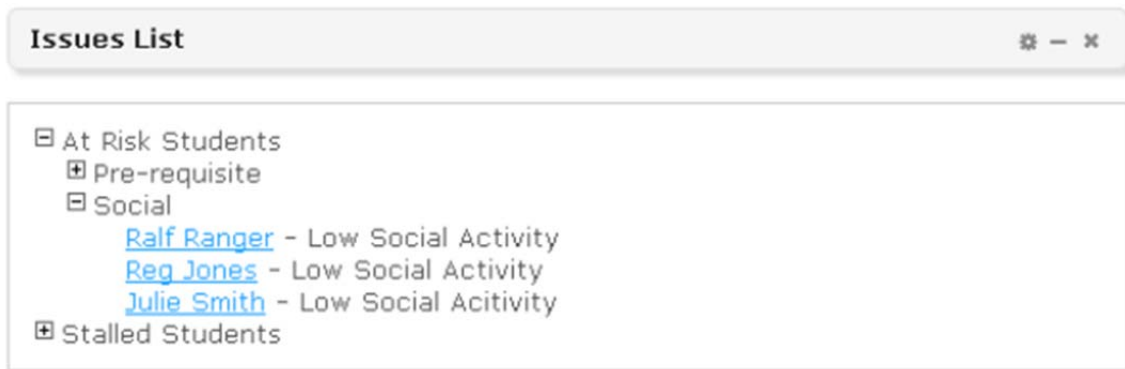 Issues List
At Risk Students
Pre-requisite
Social
Ralf Ranger - Low Social Activity
Reg Jones - Low Social Activity
Julie Smith - Low Social Acitivity
Stalled Students